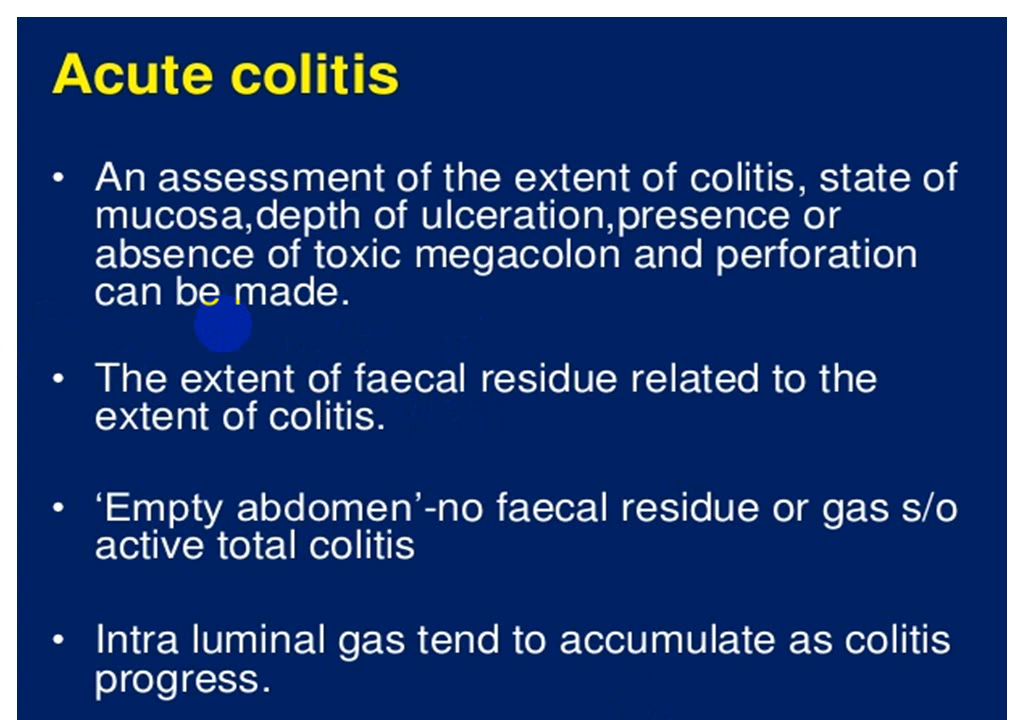 Acute colitis
• An assessment of the extent of colitis, state of
mucosa,depth of ulceration,presence or
absence of toxic megacolon and perforation
can be made.
• The extent of faecal residue related to the
extent of colitis.
• ‘Empty abdomen’-no faecal residue or gas s/o
active total colitis
• Intra luminal gas tend to accumulate as colitis
progress.